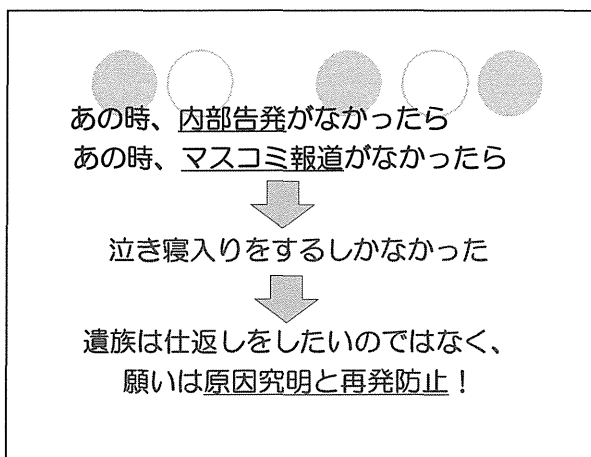 あの時、内部告発がなかったら
あの時、マスコミ報道がなかったら
泣き寝入りをするしかなかった
遺族は仕返しをしたいのではなく、
願いは原因究明と再発防止！